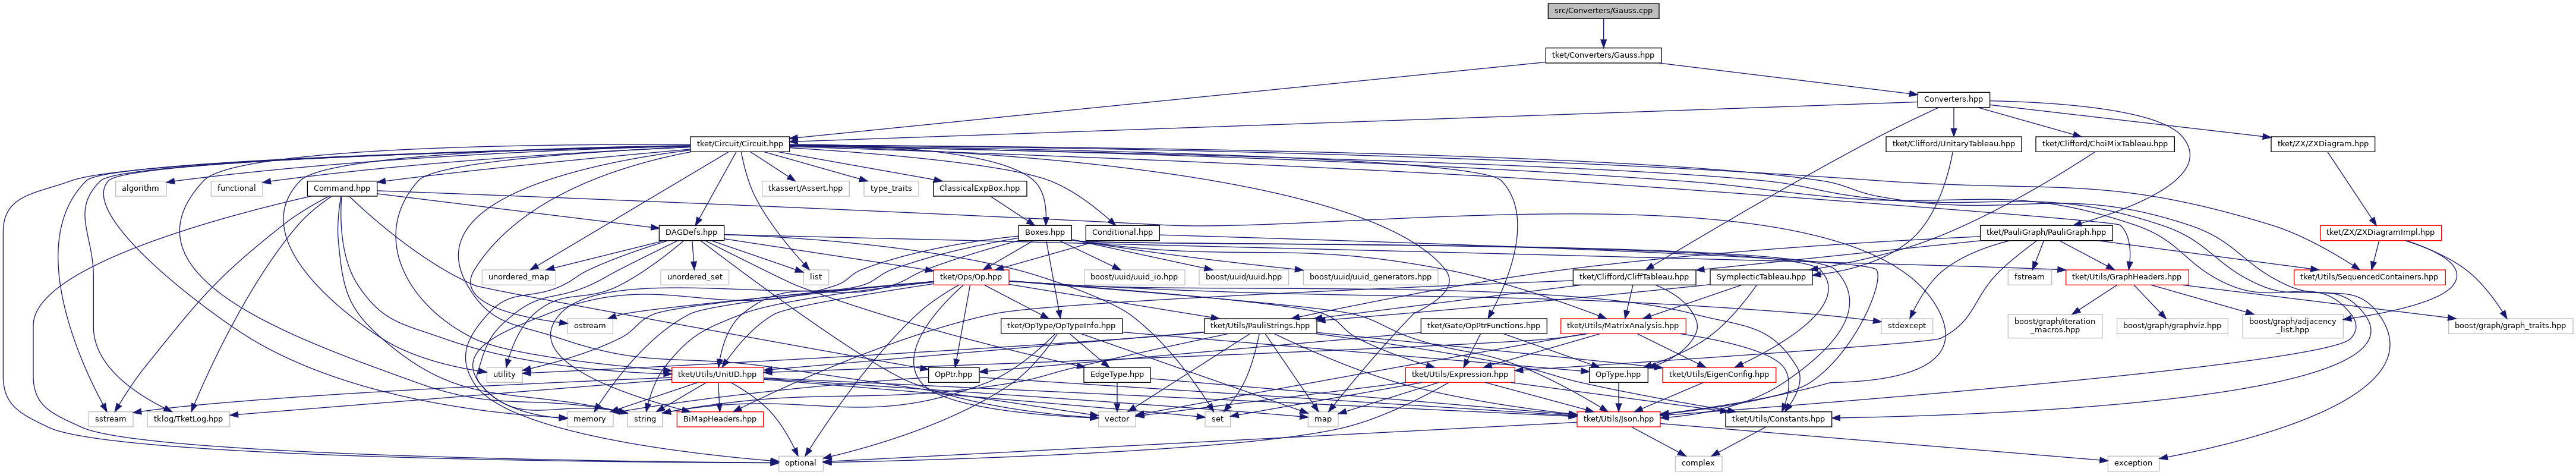 src/Converters/Gauss.cpp
tket/Converters/Gauss.hpp
Converters.hpp
tket/Circuit/Circuit.hpp
tket/Clifford/UnitaryTableau.hpp
tket/Clifford/ChoiMixTableau.hpp
tket/ZX/ZXDiagram.hpp
algorithm
functional
Command.hpp
tkassert/Assert.hpp
type_traits
ClassicalExpBox.hpp
DAGDefs.hpp
Boxes.hpp
Conditional.hpp
tket/PauliGraph/PauliGraph.hpp
tket/ZX/ZXDiagramImpl.hpp
unordered_map
unordered_set
list
tket/Ops/Op.hpp
boost/uuid/uuid_io.hpp
boost/uuid/uuid.hpp
boost/uuid/uuid_generators.hpp
tket/Clifford/CliffTableau.hpp
SymplecticTableau.hpp
fstream
tket/Utils/GraphHeaders.hpp
tket/Utils/SequencedContainers.hpp
ostream
tket/OpType/OpTypeInfo.hpp
tket/Utils/PauliStrings.hpp
tket/Gate/OpPtrFunctions.hpp
tket/Utils/MatrixAnalysis.hpp
stdexcept
boost/graph/iteration
_macros.hpp
boost/graph/graphviz.hpp
boost/graph/adjacency
_list.hpp
boost/graph/graph_traits.hpp
utility
tket/Utils/UnitID.hpp
OpPtr.hpp
EdgeType.hpp
tket/Utils/Expression.hpp
OpType.hpp
tket/Utils/EigenConfig.hpp
sstream
tklog/TketLog.hpp
memory
string
BiMapHeaders.hpp
vector
set
map
tket/Utils/Json.hpp
tket/Utils/Constants.hpp
optional
complex
exception